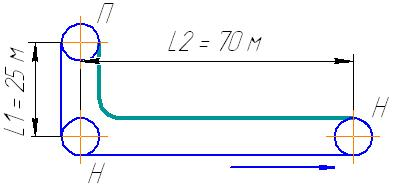 П
L2 = 70 м
L1 = 25 м
Н
Н